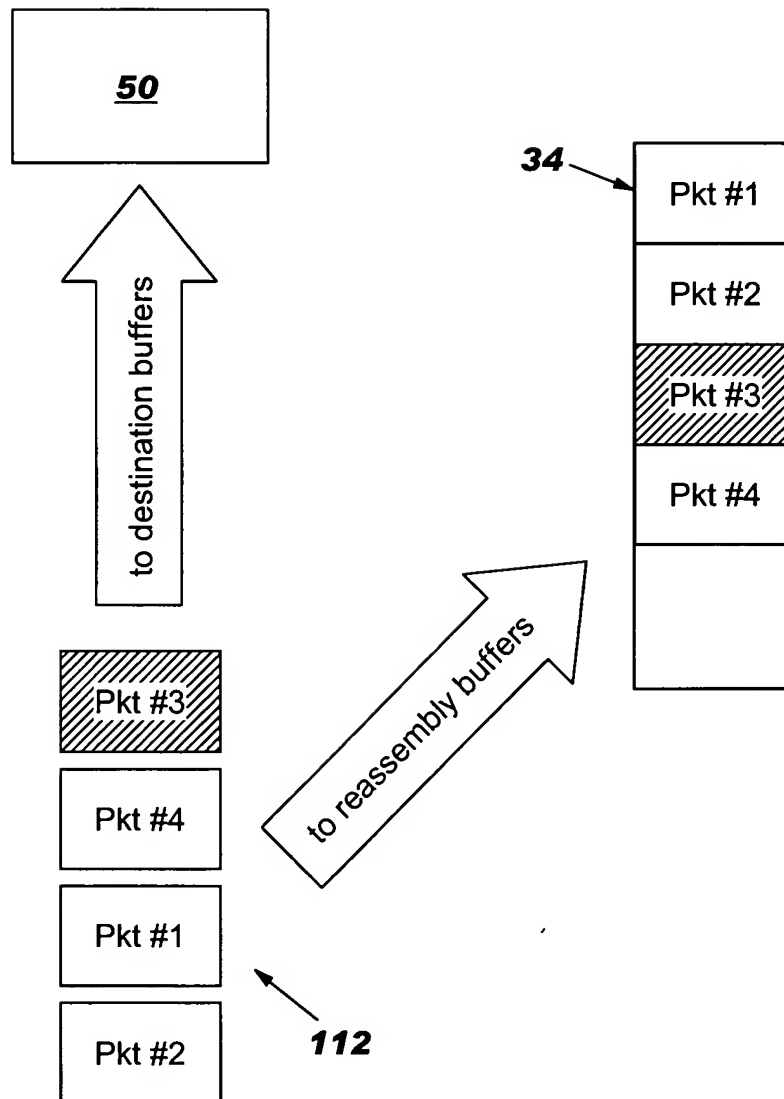 50
to destination buffers
34
Pkt #1
Pkt #2
Pkt #3
Pkt #4
to reassembly buffers
Pkt #3
Pkt #4
Pkt #1
Pkt #2
112